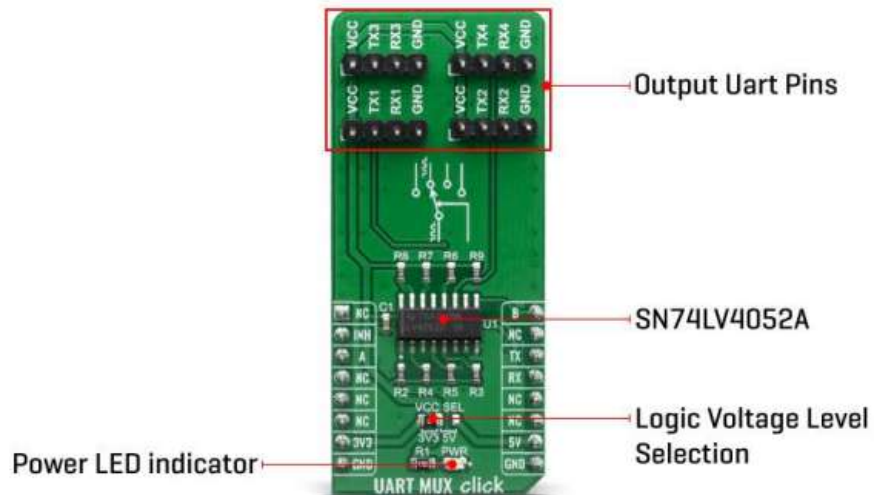 VCC TX3 RX3 GND VCC TX4 RX4 GND
VCC TX1 RX1 GND VCC TX2 RX2 GND
Output Uart Pins
R8 R7 R6 R9
C1
U1
SN74LV4052A
NC B
INH NC
A TX
NC RX
NC NC
NC NC
3V3 5V
GND GND
R2 R4 R5 R3
VCC SEL
3V3 5V
Logic Voltage Level
Selection
R1 PWR
Power LED indicator
UART MUX click